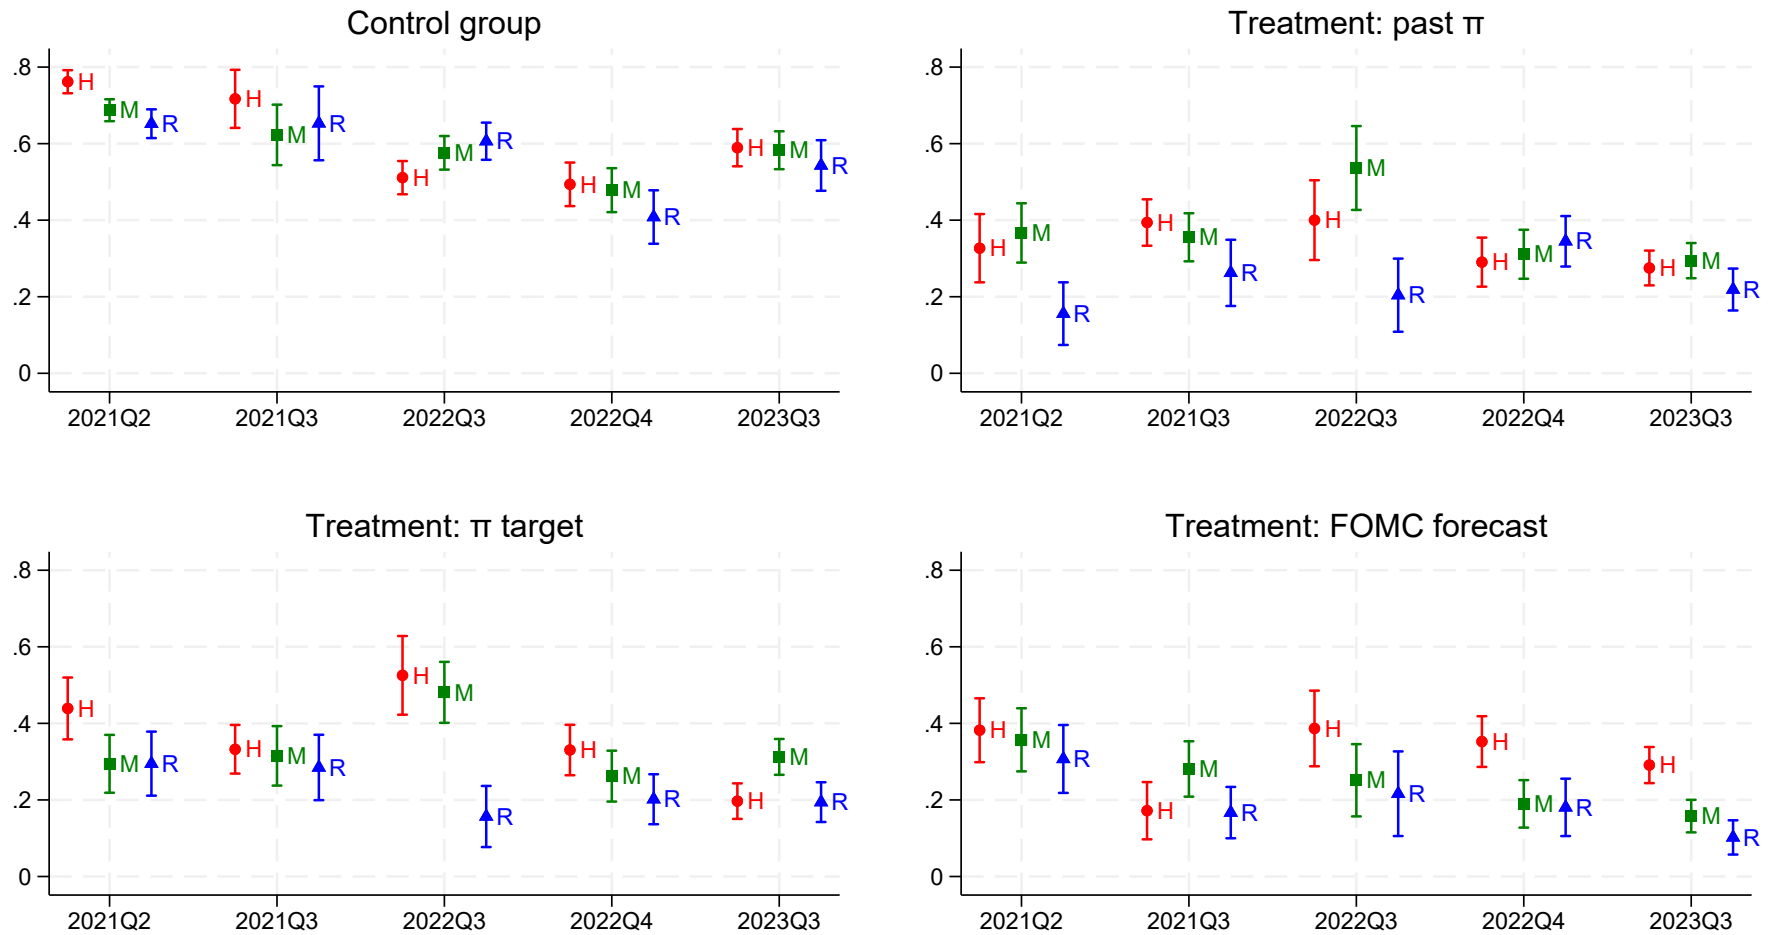 Control group
.8
.6
.4
.2
0
H M R H M R H M R H M R H M R
2021Q2 2021Q3 2022Q3 2022Q4 2023Q3
Treatment: past π
.8
.6
.4
.2
0
H M R H M R H M R H M R H M R
2021Q2 2021Q3 2022Q3 2022Q4 2023Q3
Treatment: π target
.8
.6
.4
.2
0
H M R H M R H M R H M R H M R
2021Q2 2021Q3 2022Q3 2022Q4 2023Q3
Treatment: FOMC forecast
.8
.6
.4
.2
0
H M R H M R H M R H M R H M R
2021Q2 2021Q3 2022Q3 2022Q4 2023Q3